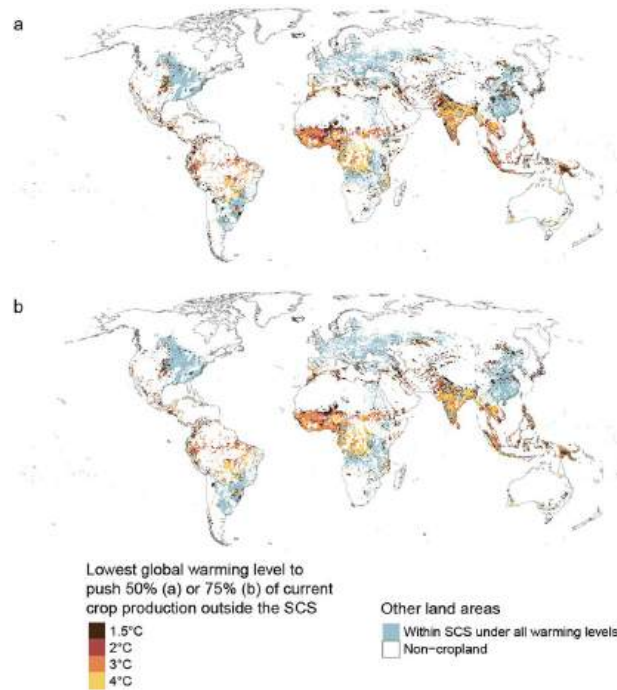 a
b
Lowest global warming level to
push 50% (a) or 75% (b) of current
crop production outside the SCS
1.5°C
2°C
3°C
4°C
Other land areas
Within SCS under all warming levels
Non-cropland